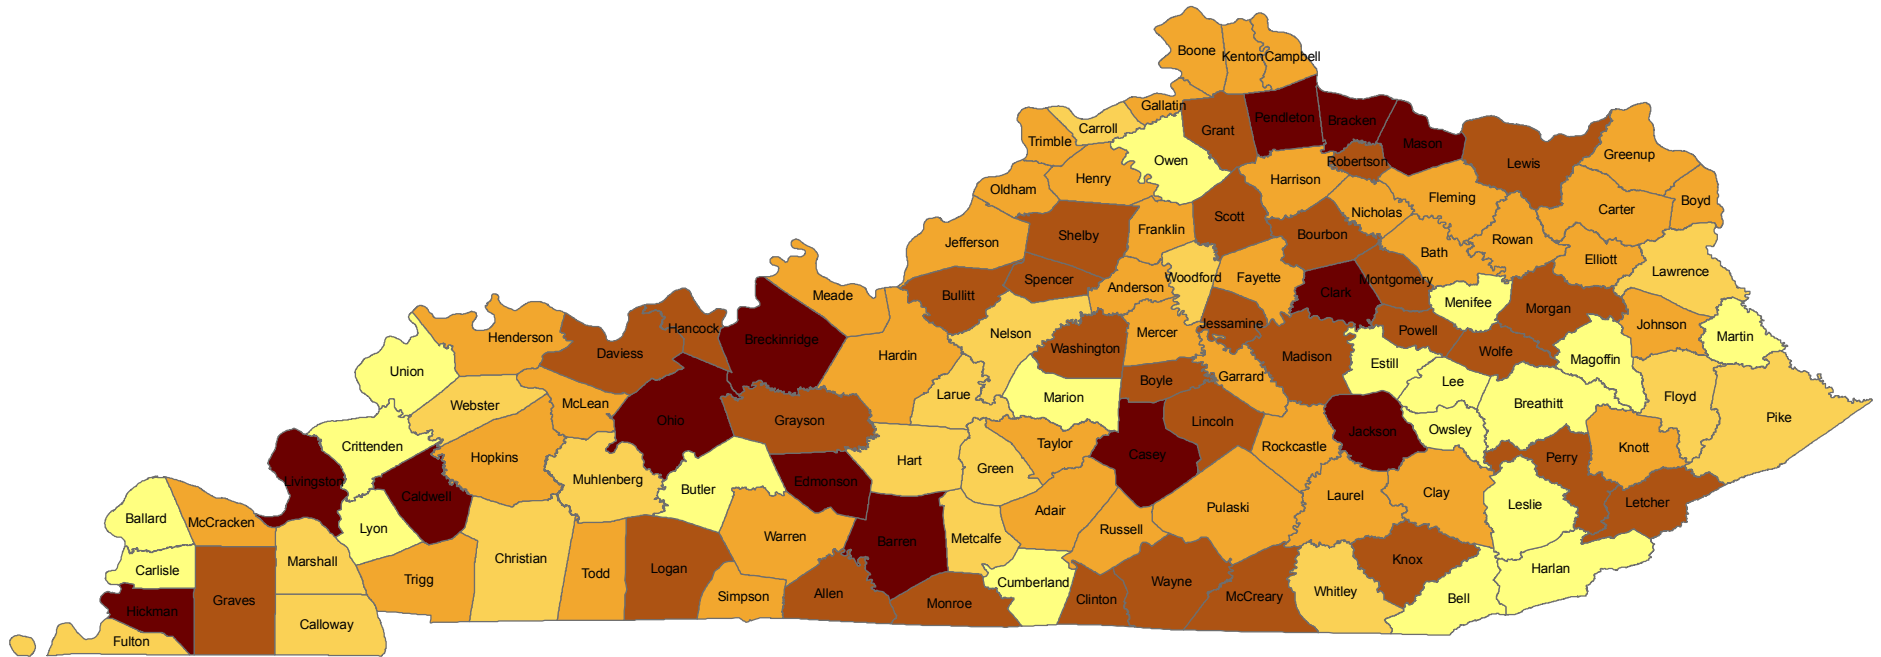 Boone
Kenton
Campbell
Gallatin
Pendleton
Bracken
Mason
Grant
Carroll
Trimble
Owen
Robertson
Lewis
Greenup
Henry
Harrison
Oldham
Fleming
Boyd
Carter
Nicholas
Scott
Shelby
Franklin
Bourbon
Jefferson
Rowan
Bath
Elliott
Lawrence
Woodford
Fayette
Spencer
Anderson
Montgomery
Clark
Bullitt
Meade
Menifee
Morgan
Johnson
Martin
Hancock
Jessamine
Powell
Nelson
Mercer
Henderson
Breckinridge
Washington
Daviess
Hardin
Madison
Wolfe
Magoffin
Estill
Union
Garrard
Boyle
Lee
Larue
Marion
Floyd
Breathitt
McLean
Webster
Pike
Ohio
Grayson
Lincoln
Jackson
Owsley
Taylor
Crittenden
Rockcastle
Knott
Casey
Hopkins
Perry
Hart
Green
Muhlenberg
Livingston
Edmonson
Butler
Caldwell
Clay
Laurel
Letcher
Leslie
Pulaski
Adair
Ballard
McCracken
Lyon
Russell
Warren
Metcalfe
Barren
Christian
Marshall
Knox
Harlan
Carlisle
Logan
Todd
Trigg
Wayne
Cumberland
Whitley
Allen
Simpson
McCreary
Bell
Clinton
Graves
Monroe
Hickman
Calloway
Fulton